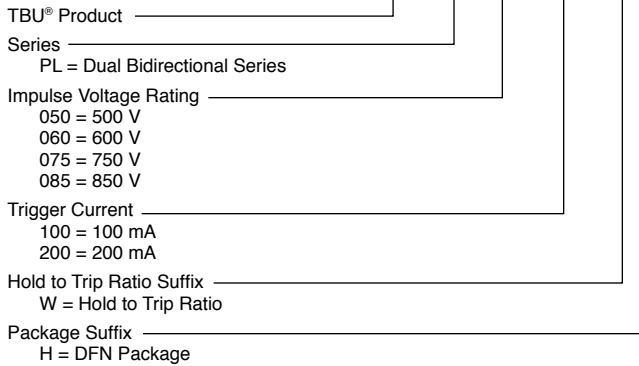 TBU® Product
Series
PL = Dual Bidirectional Series
Impulse Voltage Rating
050 = 500 V
060 = 600 V
075 = 750 V
085 = 850 V
Trigger Current
100 = 100 mA
200 = 200 mA
Hold to Trip Ratio Suffix
W = Hold to Trip Ratio
Package Suffix
H = DFN Package